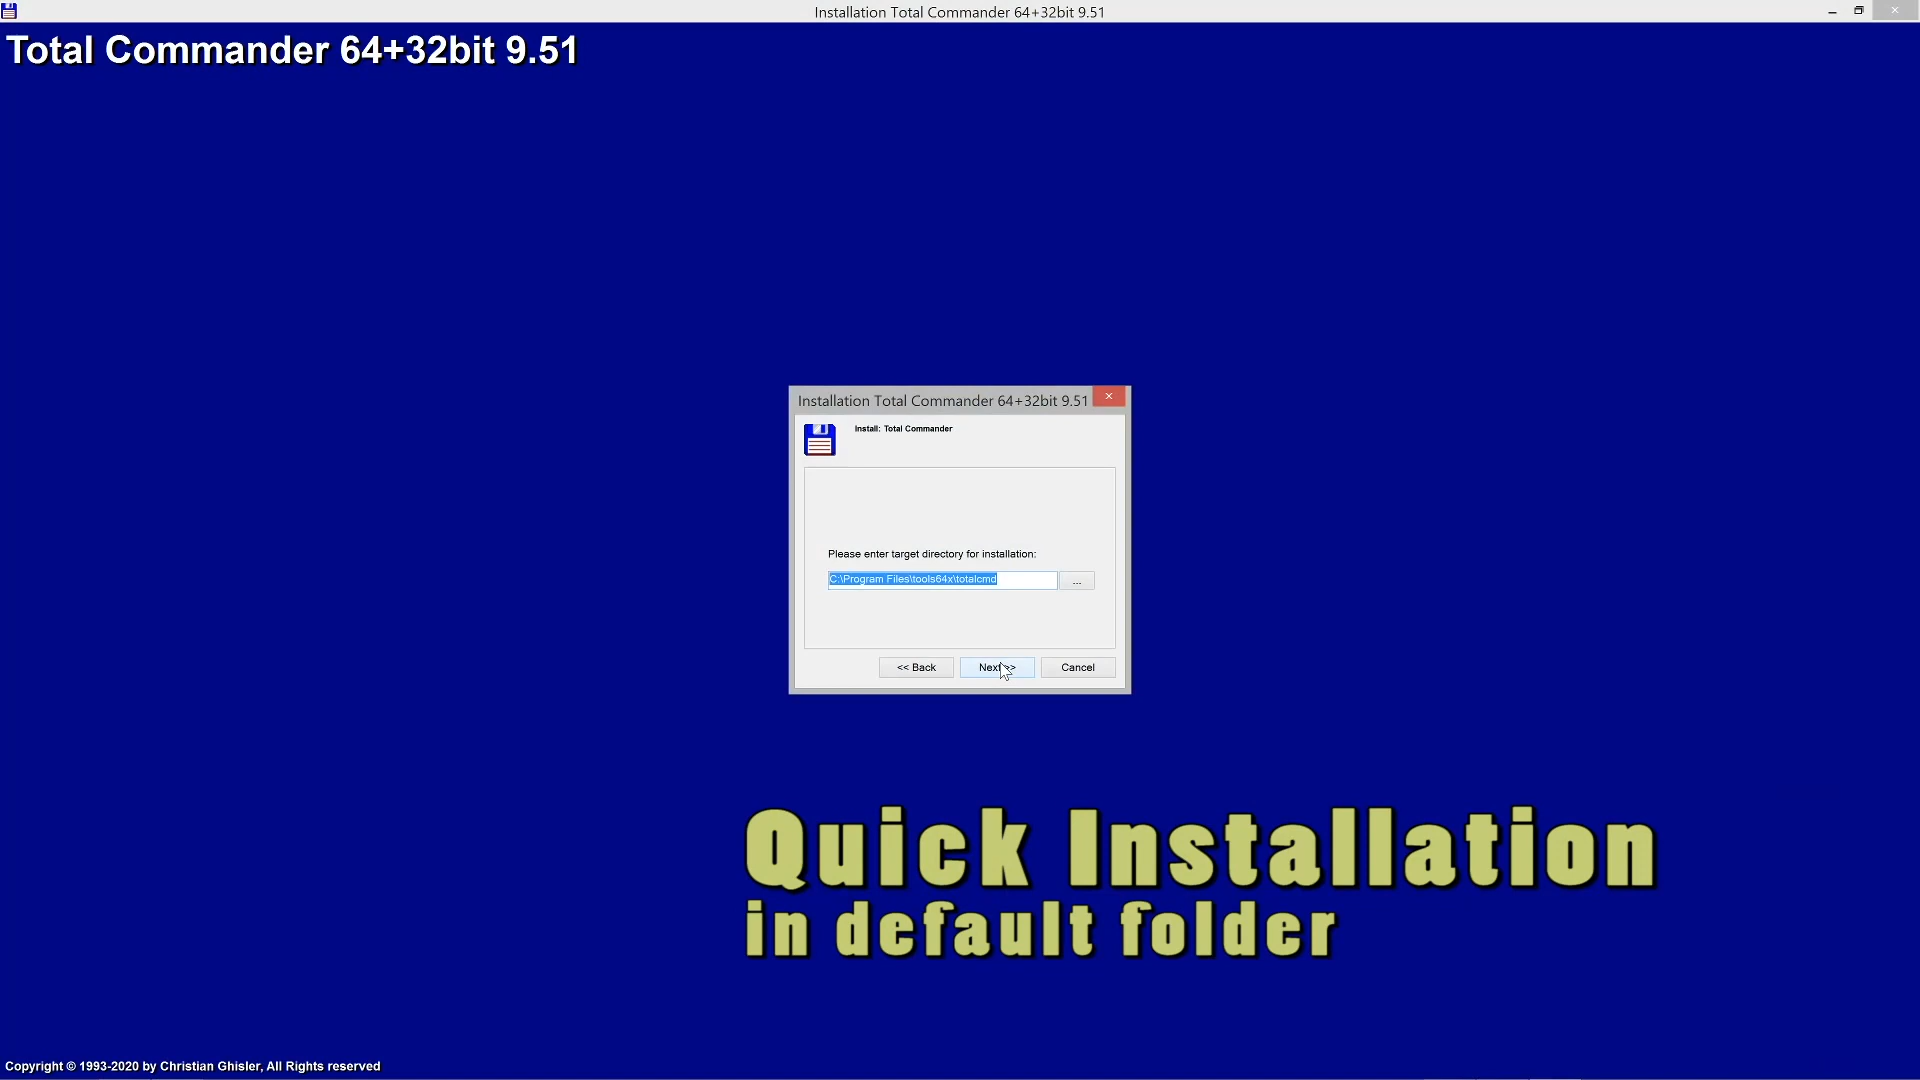 Installation Total Commander 64+32bit 9.51
Total Commander 64+32bit 9.51
Installation Total Commander 64+32bit 9.51
Install: Total Commander
Please enter target directory for installation:
C:\Program Files\tools64x\totalcmd
...
<< Back
Next >>
Cancel
Quick Installation
in default folder
Copyright © 1993-2020 by Christian Ghisler, All Rights reserved